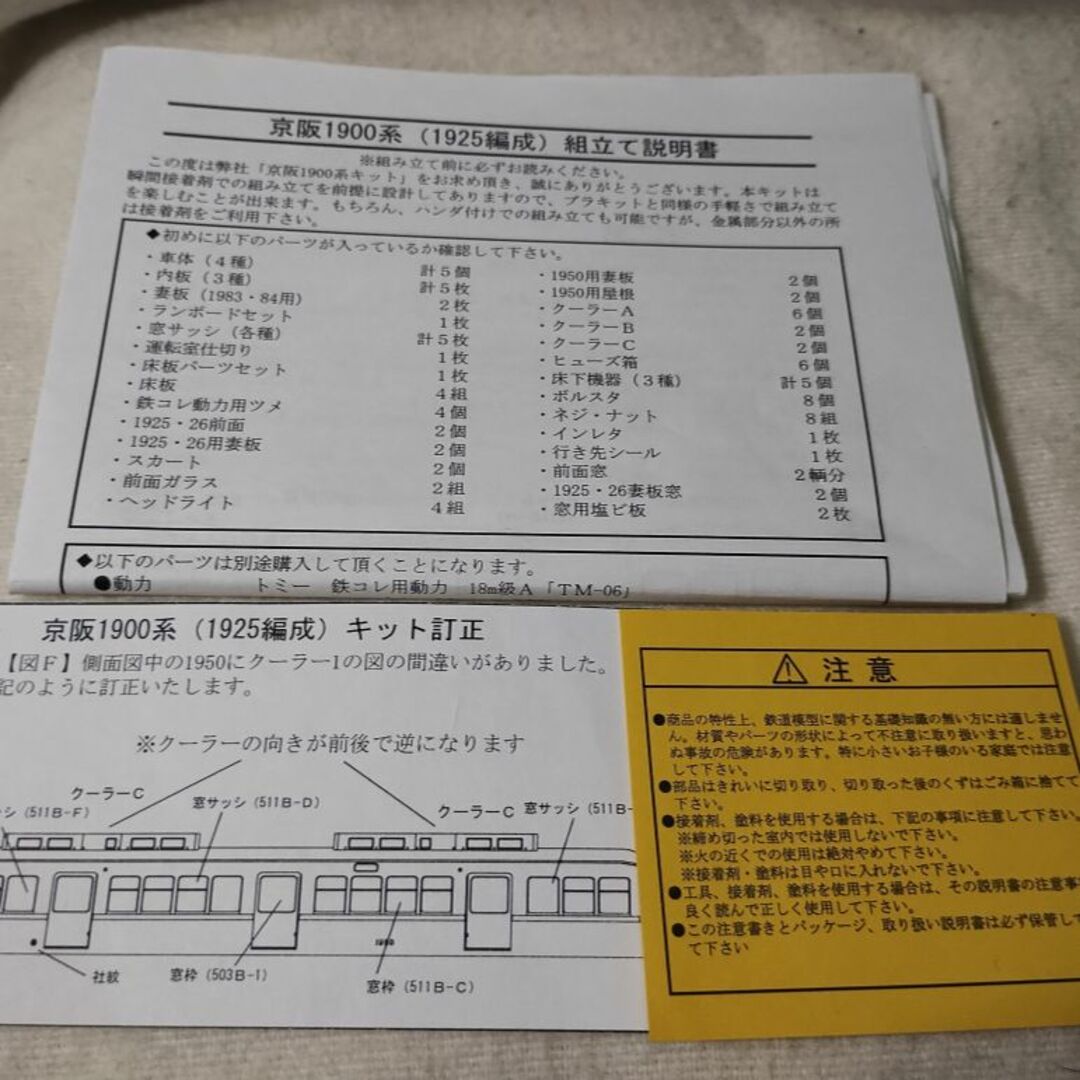 京阪1900系（1925編成）組立て説明書
※組み立て前に必ずお読みください。
この度は弊社「京阪1900系キット」をお求め頂き、誠にありがとうございます。本キットは
瞬間接着剤での組み立てを前提に設計してありますので、プラキットと同様の手軽さで組み立て
を楽しむことが出来ます。もちろん、ハンダ付けでの組み立ても可能ですが、金属部分以外の所
は接着剤をご利用下さい。
◆初めに以下のパーツが入っているか確認して下さい。
・車体（４種） 計５個
・内板（３種） 計５枚
・妻板（1983・84用） ２枚
・ランボードセット １枚
・窓サッシ（各種） 計５枚
・運転室仕切り １枚
・床板パーツセット １枚
・床板 ４組
・鉄コレ動力用ツメ ４個
・1925・26前面 ２個
・1925・26用妻板 ２個
・スカート ２個
・前面ガラス ２組
・ヘッドライト ４組
・1950用妻板 ２個
・1950用屋根 ２個
・クーラーＡ ６個
・クーラーＢ ２個
・クーラーＣ ２個
・ヒューズ箱 ６個
・床下機器（３種） 計５個
・ボルスタ ８個
・ネジ・ナット ８組
・インレタ １枚
・行き先シール １枚
・前面窓 ２輌分
・1925・26妻板窓 ２個
・窓用塩ビ板 ２枚
◆以下のパーツは別途購入して頂くことになります。
●動力 トミー 鉄コレ用動力 18m級Ａ「TM-06」
京阪1900系（1925編成）キット訂正
【図Ｆ】側面図中の1950にクーラー1の図の間違いがありました。
記のように訂正いたします。
※クーラーの向きが前後で逆になります
クーラーＣ
シ（511B-F）
窓サッシ（511B-D）
クーラーＣ
窓サッシ（511B-
1950
社紋
窓枠（503B-I）
窓枠（511B-C）
⚠ 注意
●商品の特性上、鉄道模型に関する基礎知識の無い方には適しませ
ん。材質やパーツの形状によって不注意に取り扱いますと、思わ
ぬ事故の危険があります。特に小さいお子様のいる家庭では注意
して下さい。
●部品はきれいに切り取り、切り取った後のくずはごみ箱に捨てて
下さい。
●接着剤、塗料を使用する場合は、下記の事項に注意して下さい。
※締め切った室内では使用しないで下さい。
※火の近くでの使用は絶対やめて下さい。
※接着剤・塗料は目や口に入れないで下さい。
●工具、接着剤、塗料を使用する場合は、その説明書の注意事
良く読んで正しく使用して下さい。
●この注意書きとパッケージ、取り扱い説明書は必ず保管し
て下さい